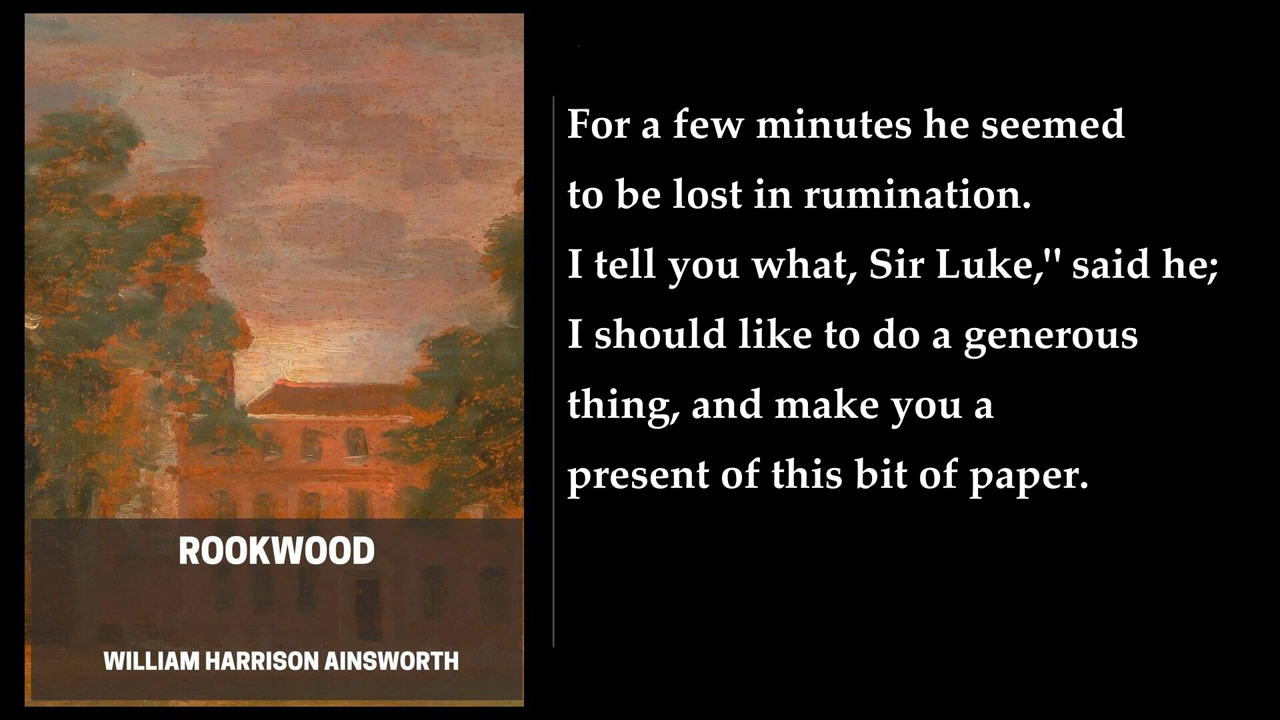 ROOKWOOD
WILLIAM HARRISON AINSWORTH
For a few minutes he seemed
to be lost in rumination.
I tell you what, Sir Luke," said he;
I should like to do a generous
thing, and make you a
present of this bit of paper.